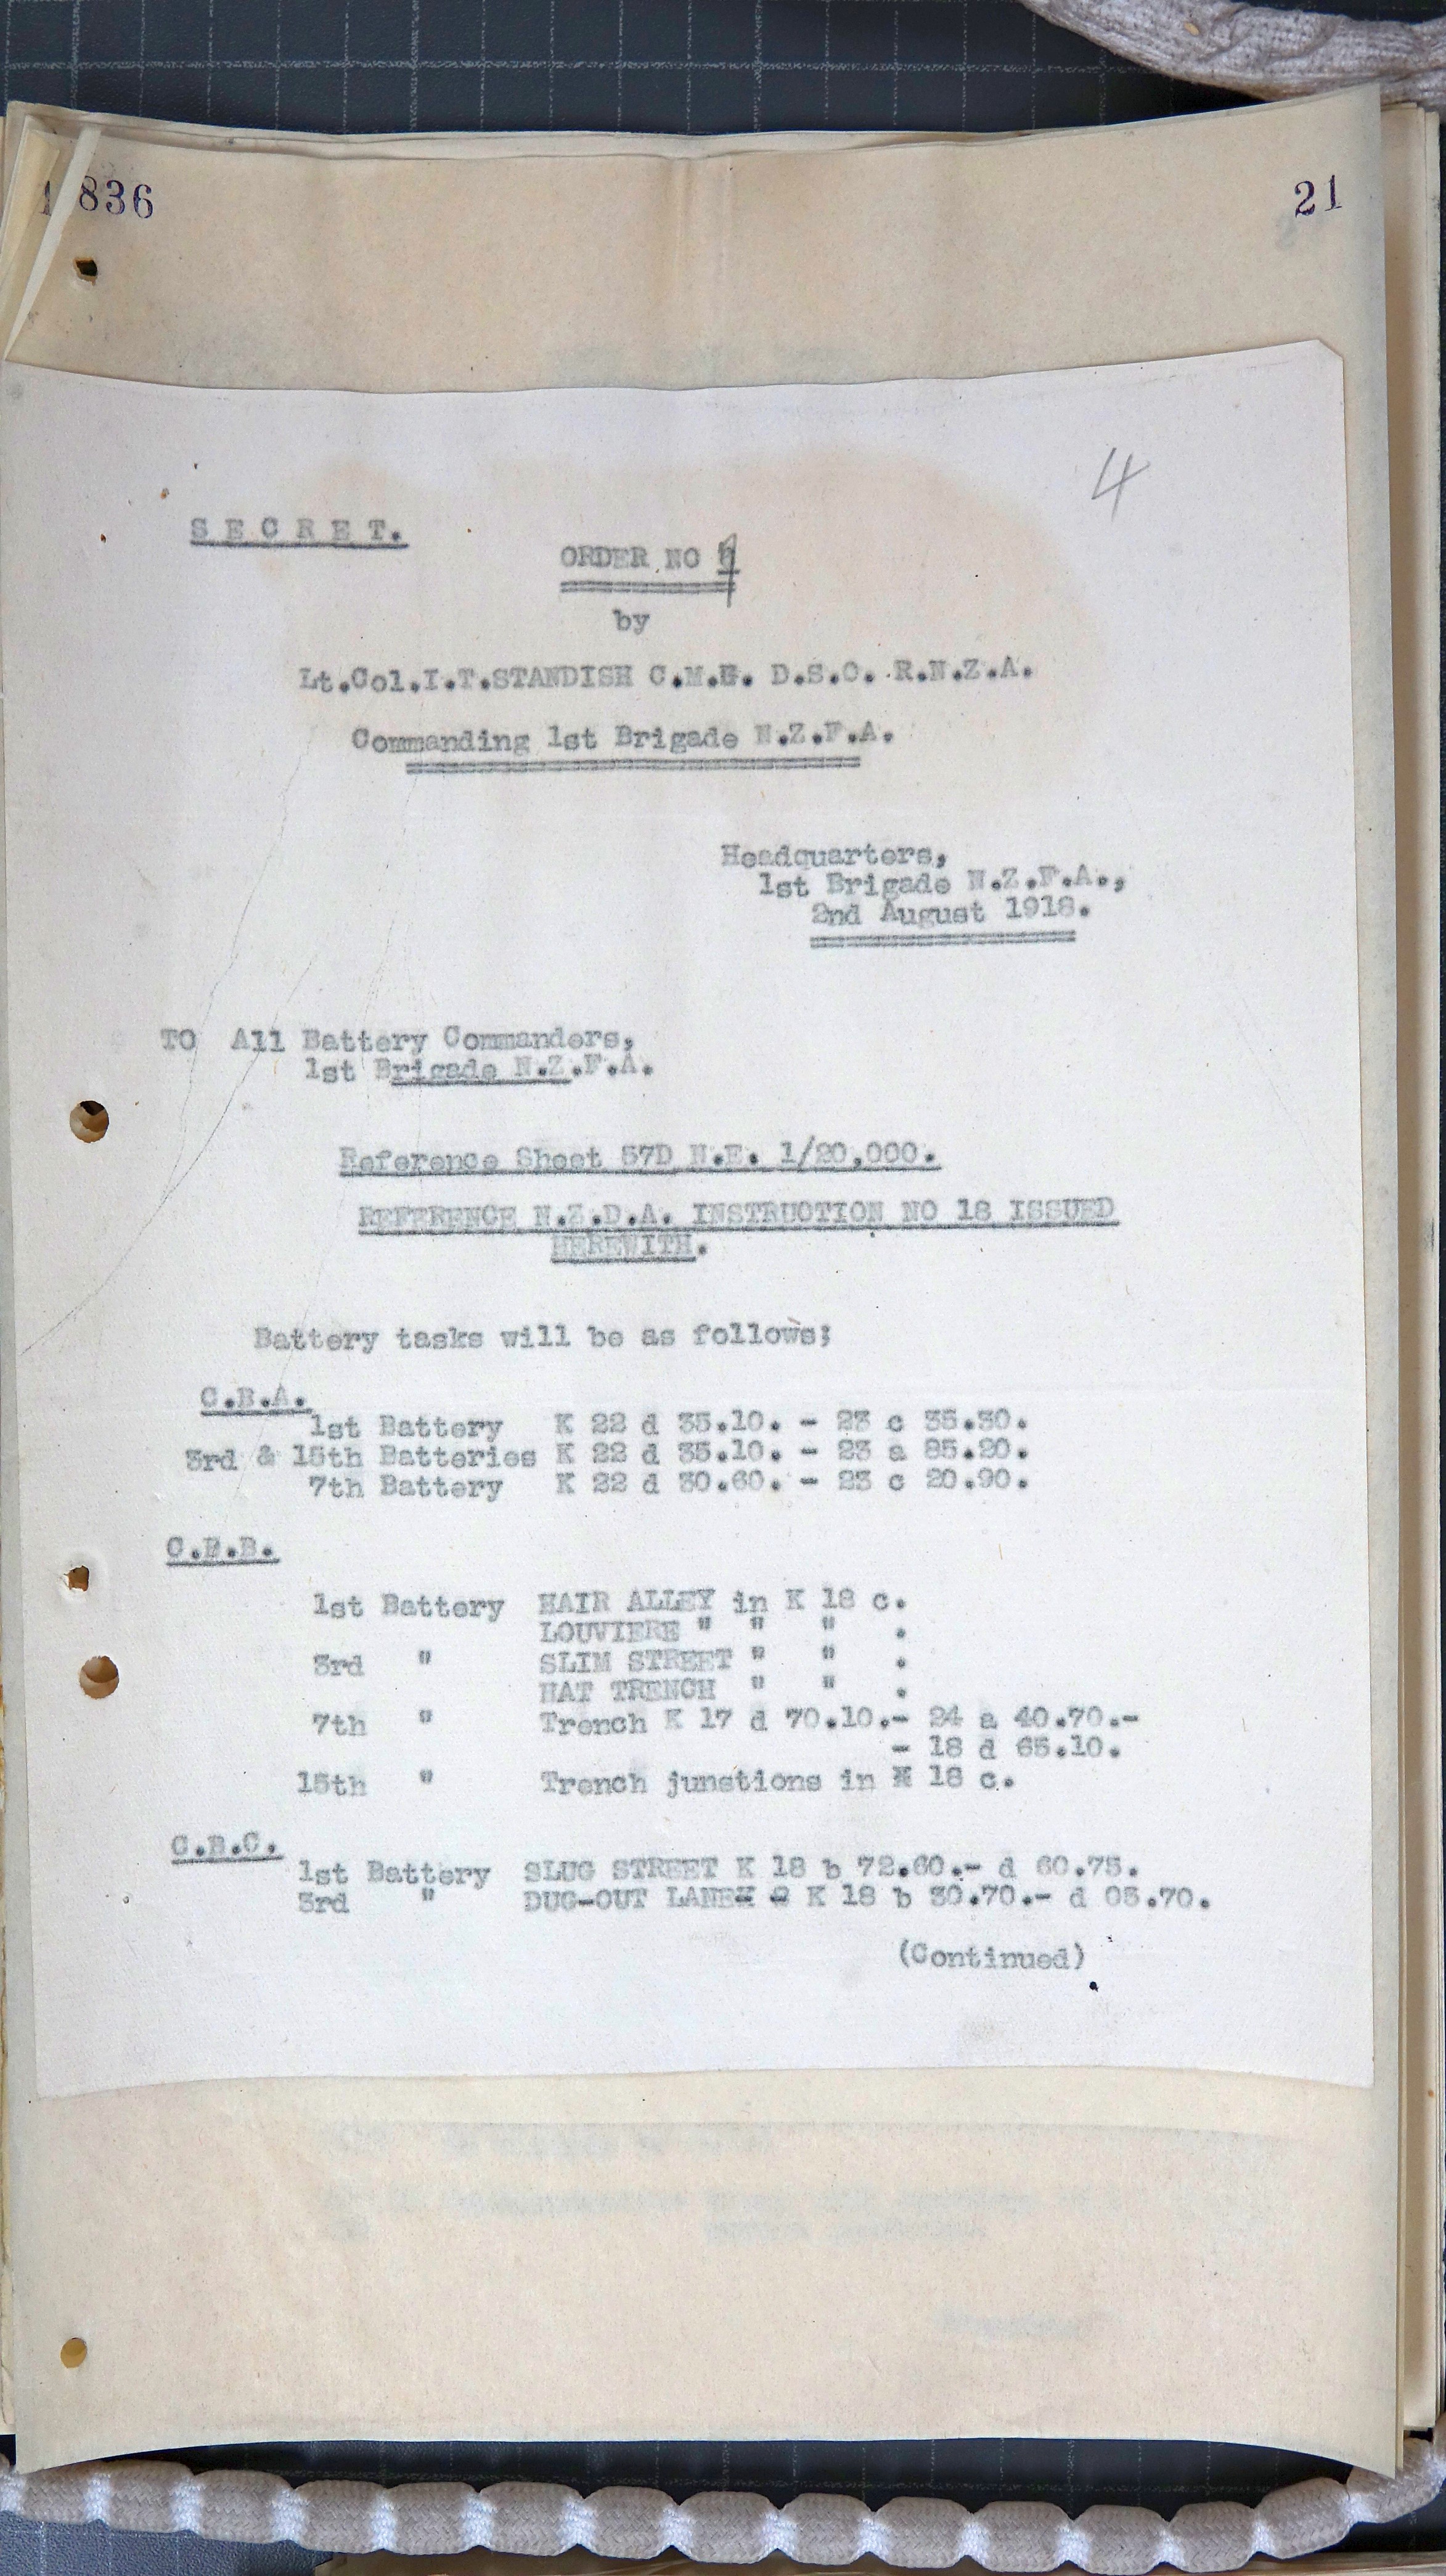 836
21
4
S E C R E T.
ORDER NO 4
by
Lt.Col.I.T.STANDISH C.M.G. D.S.O. R.N.Z.A.
Commanding 1st Brigade N.Z.F.A.
Headquarters,
1st Brigade N.Z.F.A.,
2nd August 1918.
TO All Battery Commanders,
1st Brigade N.Z.F.A.
Reference Sheet 57D N.E. 1/20,000.
REFERENCE N.Z.D.A. INSTRUCTION NO 18 ISSUED
HEREWITH.
Battery tasks will be as follows;
C.B.A.
1st Battery K 22 d 35.10. - 23 c 35.30.
3rd & 15th Batteries K 22 d 35.10. - 23 a 85.20.
7th Battery K 22 d 30.60. - 23 c 20.90.
C.B.B.
1st Battery HAIR ALLEY in K 18 c.
LOUVIERE " " " .
3rd " SLIM STREET " " .
HAT TRENCH " " .
7th " Trench K 17 d 70.10.- 24 a 40.70.-
- 18 d 65.10.
15th " Trench junstions in K 18 c.
C.B.C.
1st Battery SLUG STREET K 18 b 72.60.- d 60.75.
3rd " DUG-OUT LANE K 18 b 30.70.- d 05.70.
(Continued)